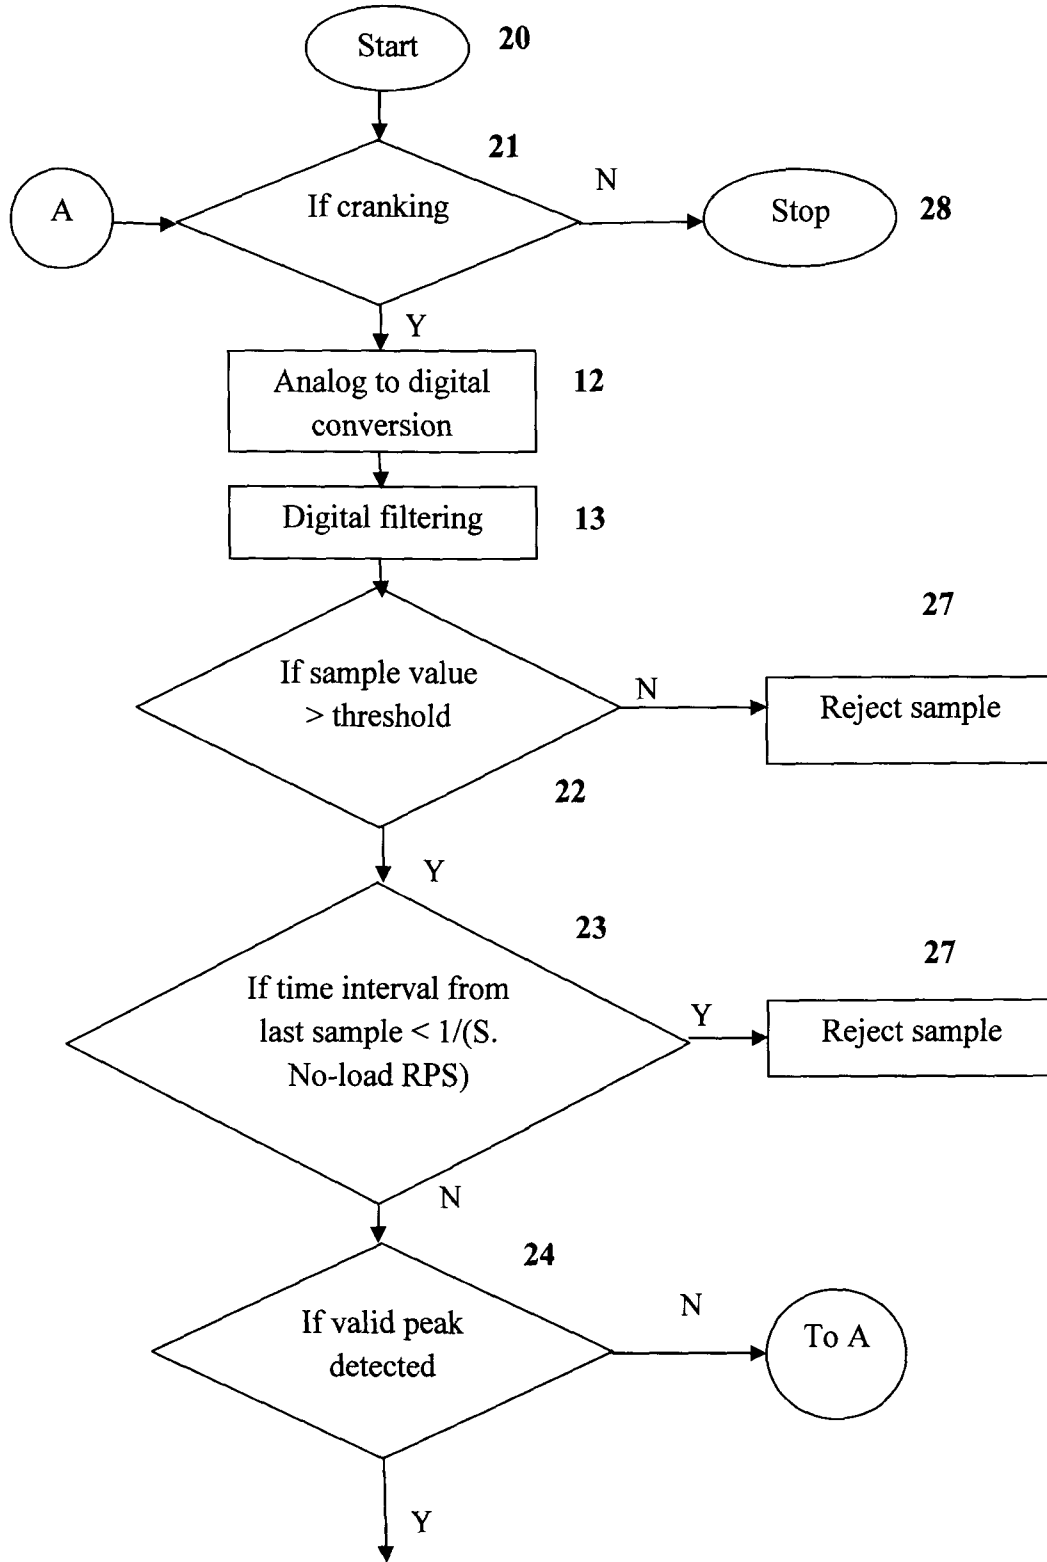 Start
20
21
A
If cranking
N
Stop
28
Y
Analog to digital
conversion
12
Digital filtering
13
27
If sample value
> threshold
N
Reject sample
22
Y
23
27
If time interval from
last sample < 1/(S.
No-load RPS)
Y
Reject sample
N
24
If valid peak
detected
N
To A
Y